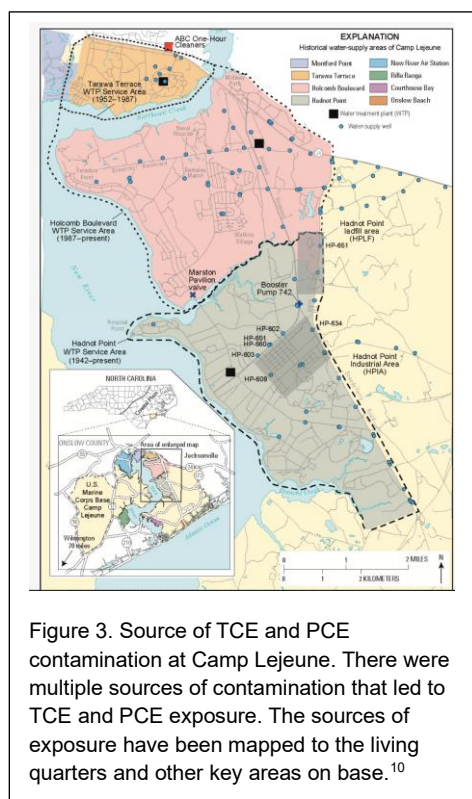 ABC One-Hour
Cleaners
EXPLANATION
Historical water-supply areas of Camp Lejeune
Montford Point
Tarawa Terrace
Holcomb Boulevard
Hadnot Point
New River Air Station
Rifle Range
Courthouse Bay
Onslow Beach
Water treatment plant (WTP)
Water-supply well
Tarawa Terrace
WTP Service Area
(1952–1987)
Northeast Creek
Holcomb Boulevard
WTP Service Area
(1987–present)
New River
Marston
Pavilion
valve
Hadnot Point
landfill area
(HPLF)
HP-651
Booster
Pump 742
Hospital
Point
Hadnot Point
WTP Service Area
(1942–present)
HP-602
HP-634
HP-660
HP-603
HP-608
Hadnot Point
Industrial Area
(HPIA)
NORTH CAROLINA
ONSLOW COUNTY
Area of enlarged map
Jacksonville
U.S.
Marine
Corps Base
Camp
Lejeune
Wilmington
Atlantic Ocean
0 1 2 MILES
0 1 2 KILOMETERS
N
Figure 3. Source of TCE and PCE
contamination at Camp Lejeune. There were
multiple sources of contamination that led to
TCE and PCE exposure. The sources of
exposure have been mapped to the living
quarters and other key areas on base.10